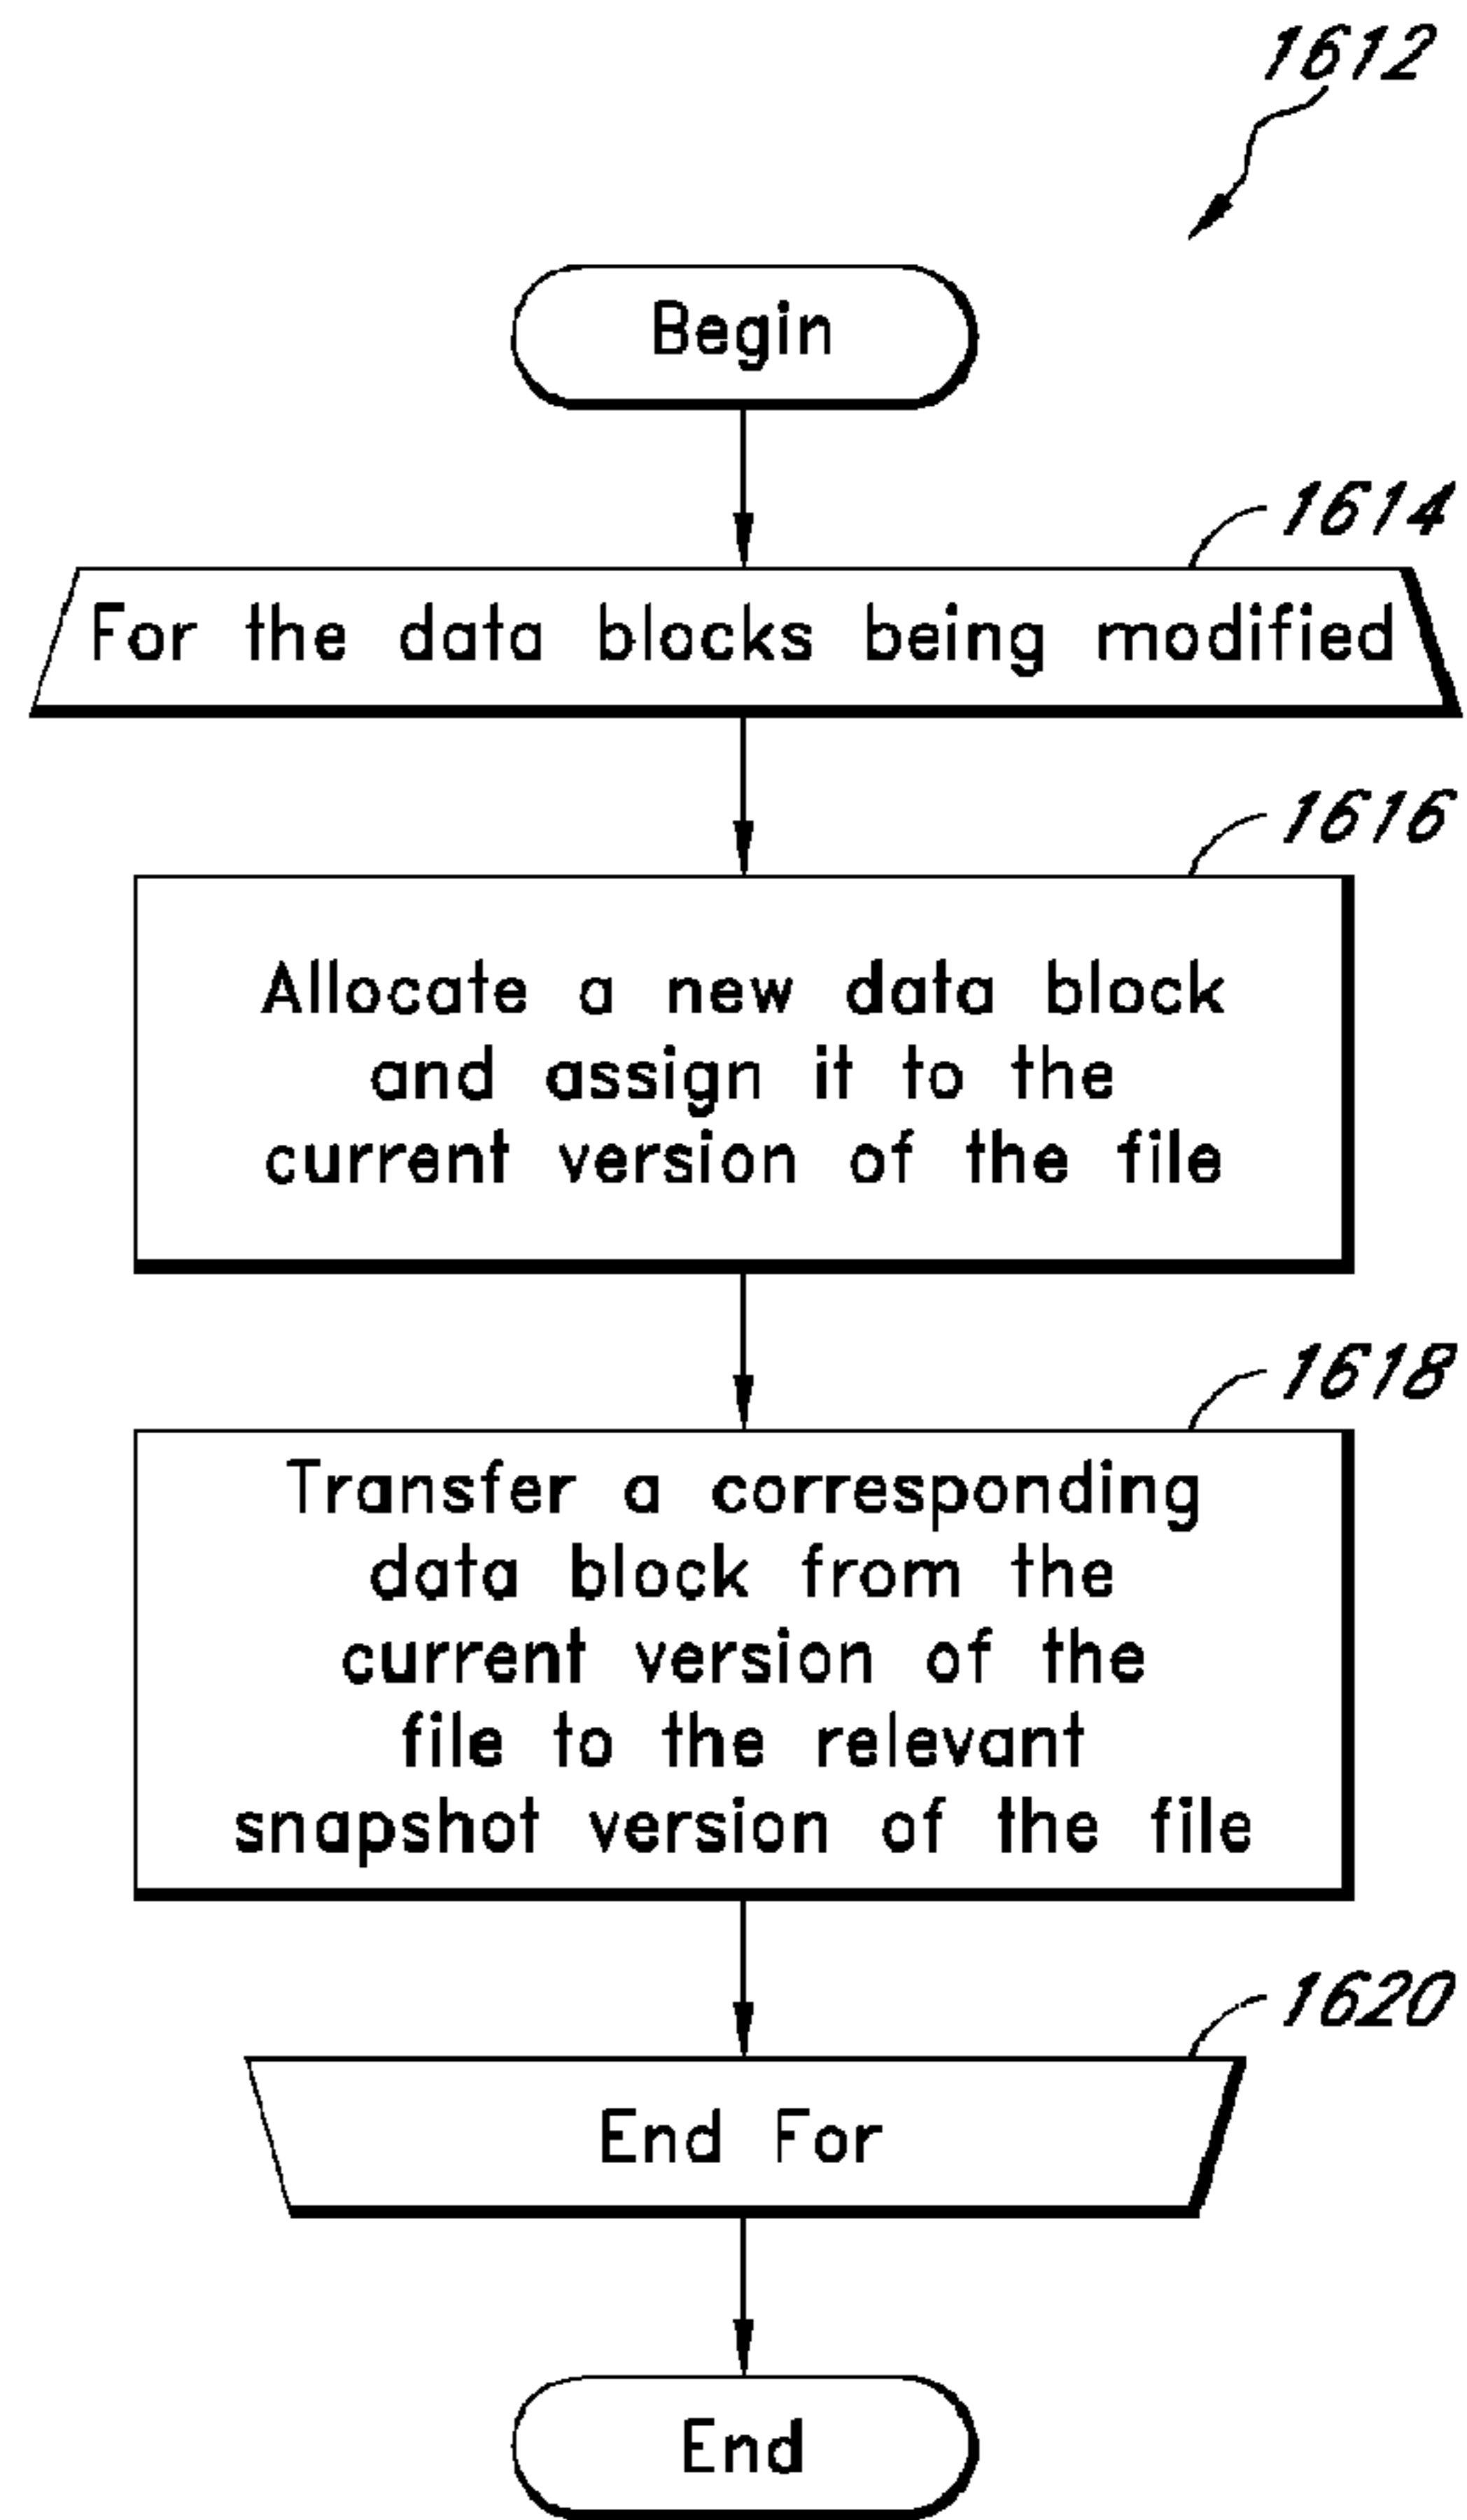 1612
Begin
1614
For the data blocks being modified
1616
Allocate a new data block
and assign it to the
current version of the file
1618
Transfer a corresponding
data block from the
current version of the
file to the relevant
snapshot version of the file
1620
End For
End